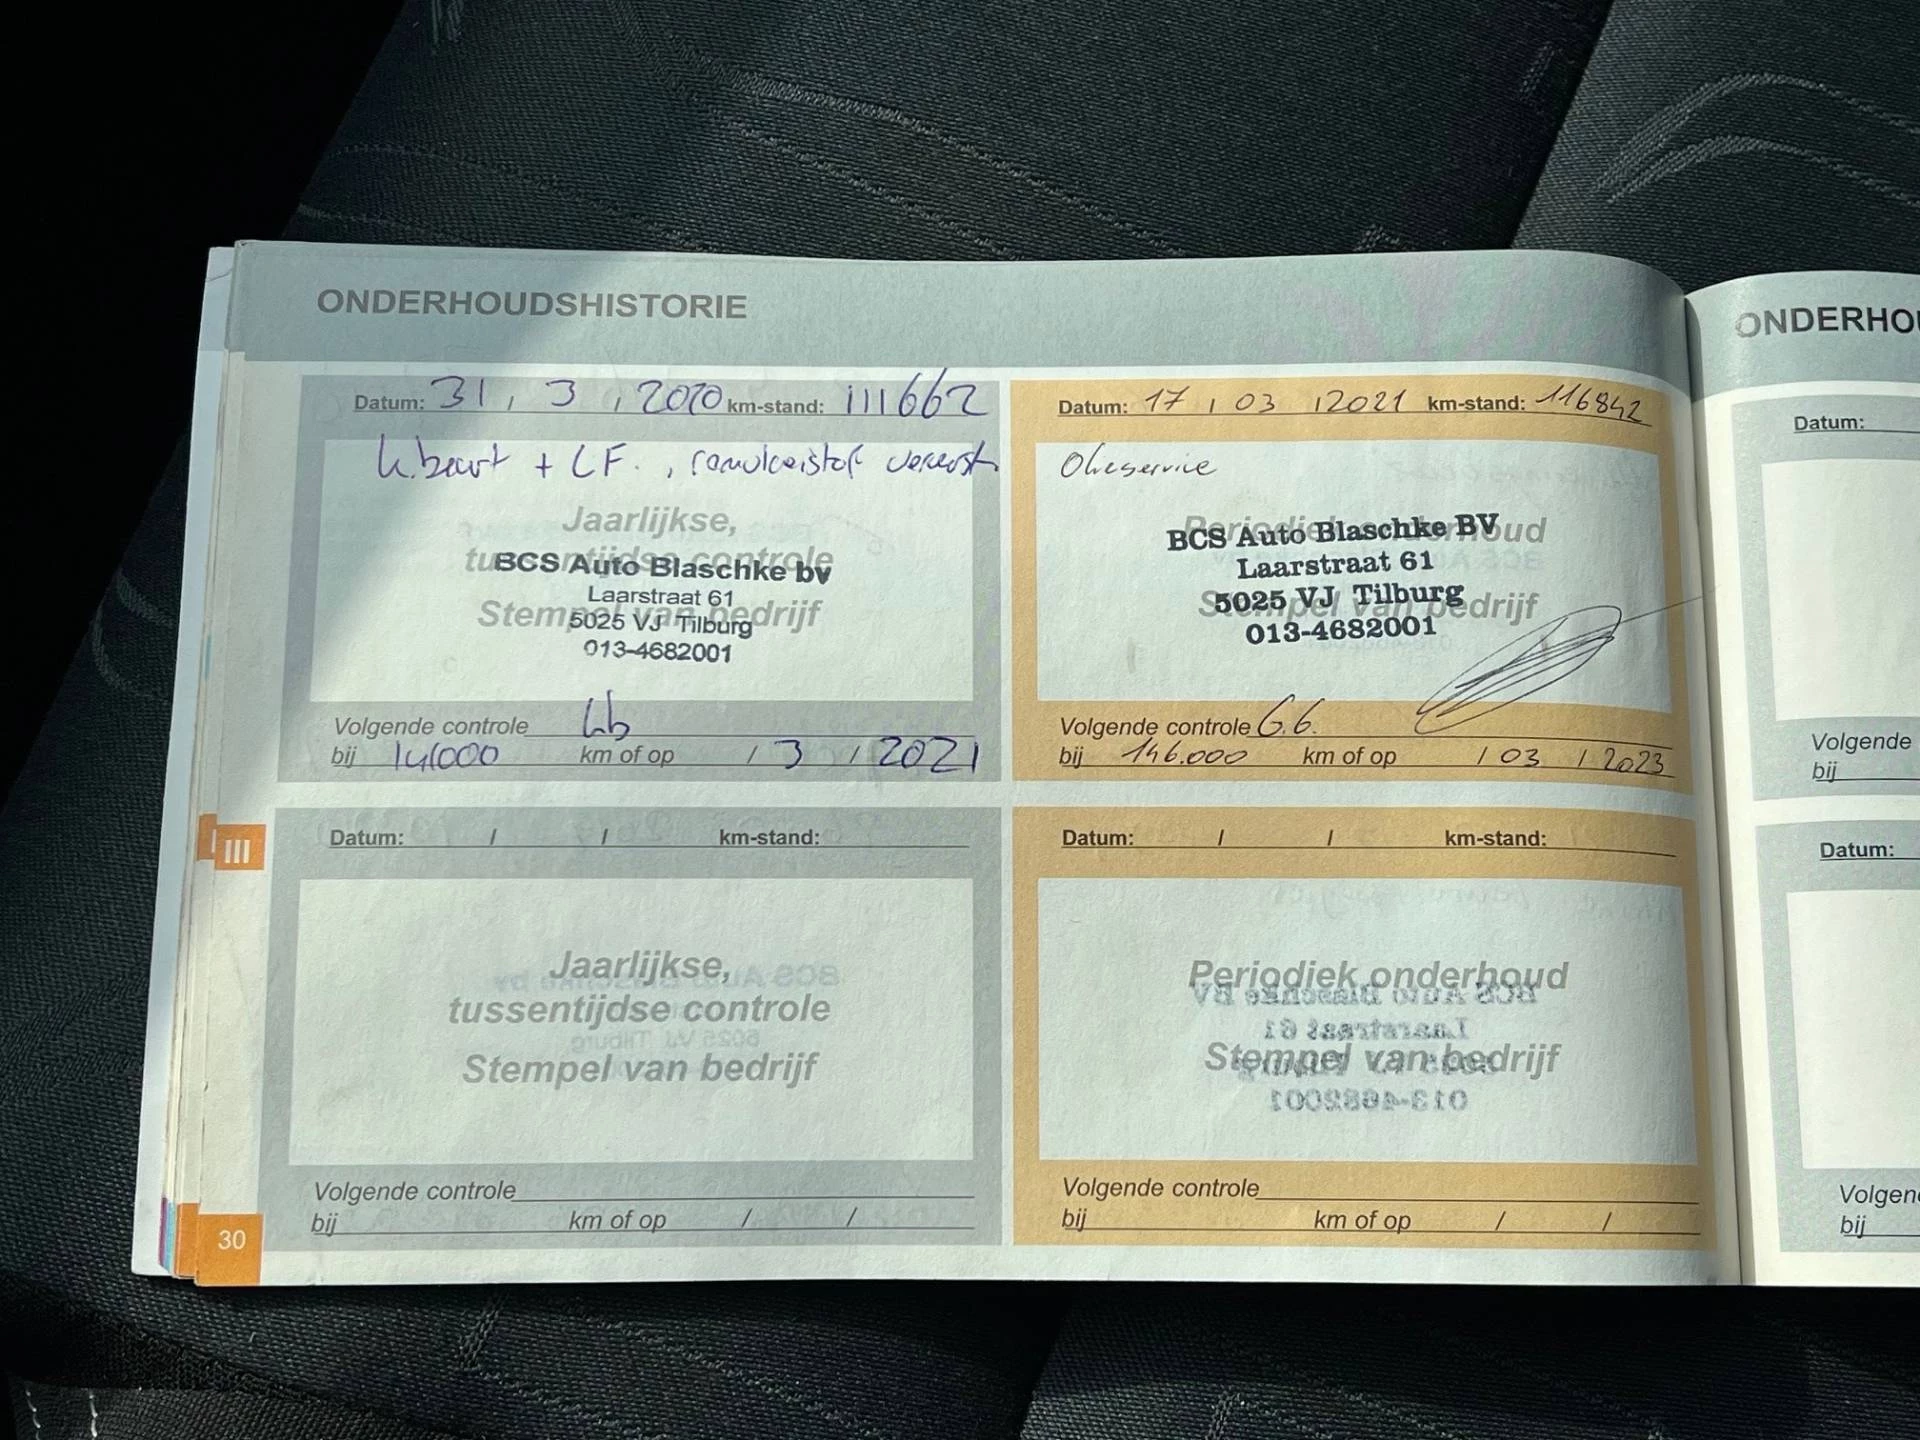 ONDERHOUDSHISTORIE
Datum: 31 / 3 / 2020 km-stand: 111662
k.beurt + LF. , remvloeistof ververst
Jaarlijkse,
tussentijdse controle
Stempel van bedrijf
BCS Auto Blaschke bv
Laarstraat 61
5025 VJ Tilburg
013-4682001
Volgende controle
bij 141000 km of op / 3 / 2021
Datum: 17 / 03 / 2021 km-stand: 116842
Olieservice
Periodiek onderhoud
Stempel van bedrijf
BCS Auto Blaschke BV
Laarstraat 61
5025 VJ Tilburg
013-4682001
Volgende controle G.b.
bij 146.000 km of op / 03 / 2023
Datum: / / km-stand:
Jaarlijkse,
tussentijdse controle
Stempel van bedrijf
Volgende controle
bij km of op / /
Datum: / / km-stand:
Periodiek onderhoud
Stempel van bedrijf
Volgende controle
bij km of op / /
III
30
ONDERHOU
Datum:
Volgende
bij
Datum:
Volgen
bij